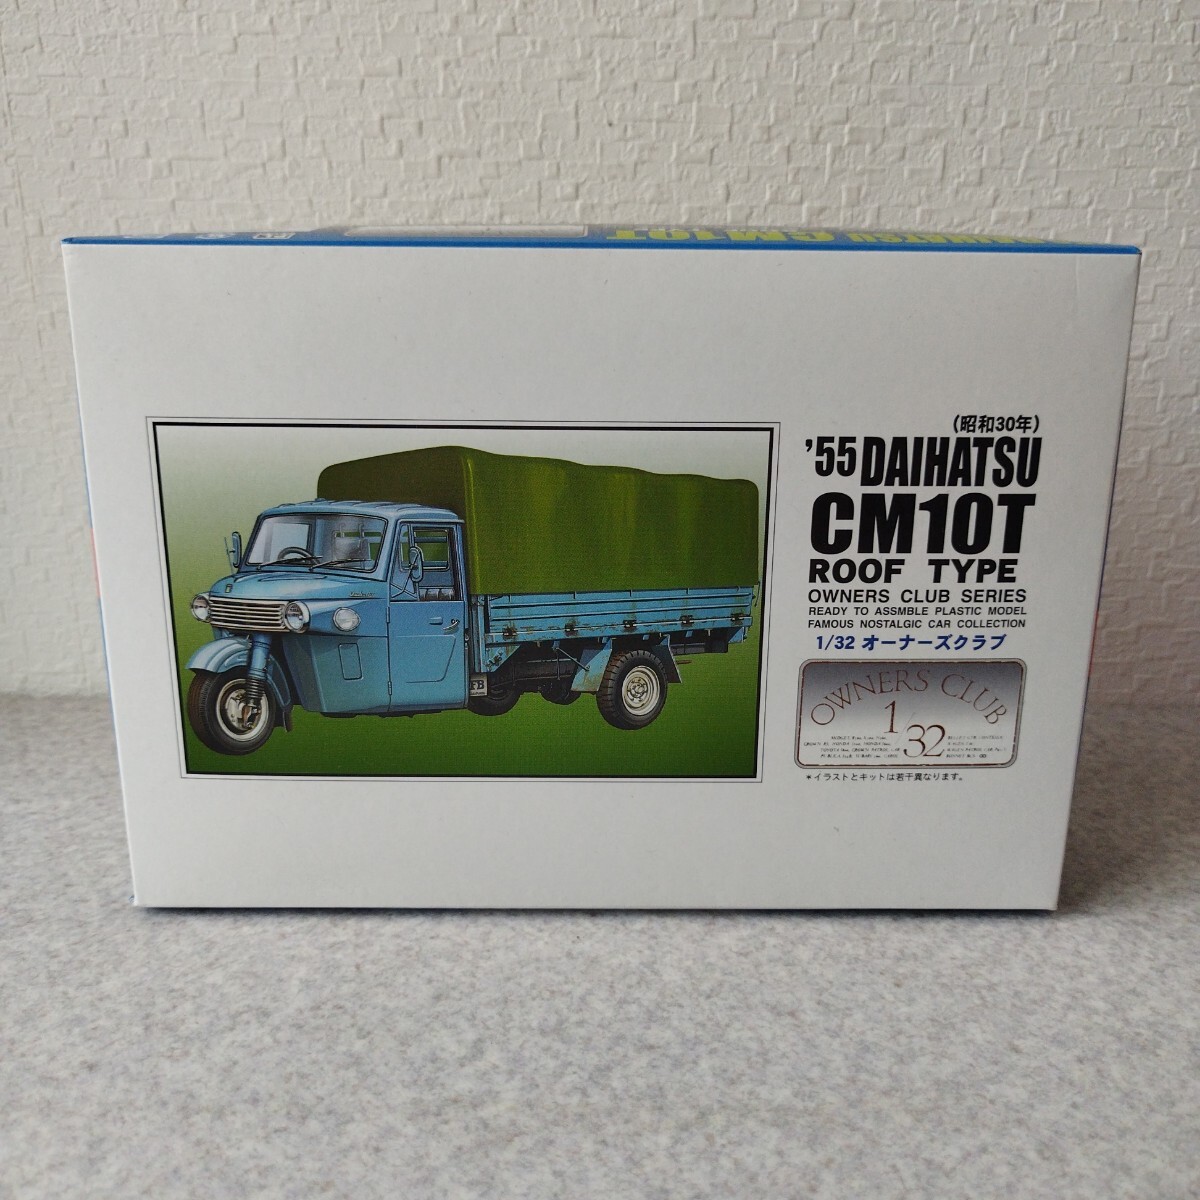 DAIHATSU CM10T
(昭和30年)
'55 DAIHATSU
CM10T
ROOF TYPE
OWNERS CLUB SERIES
READY TO ASSMBLE PLASTIC MODEL
FAMOUS NOSTALGIC CAR COLLECTION
1/32 オーナーズクラブ
OWNERS CLUB
1/32
*イラストとキットは若干異なります。